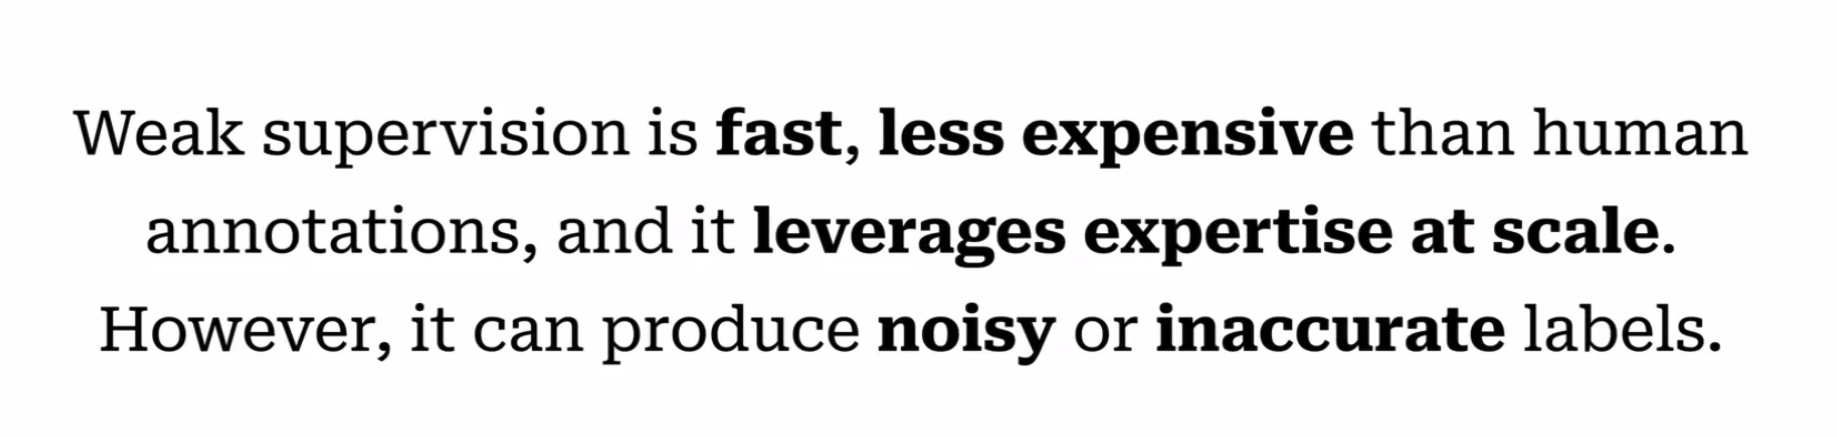 Weak supervision is fast, less expensive than human
annotations, and it leverages expertise at scale.
However, it can produce noisy or inaccurate labels.